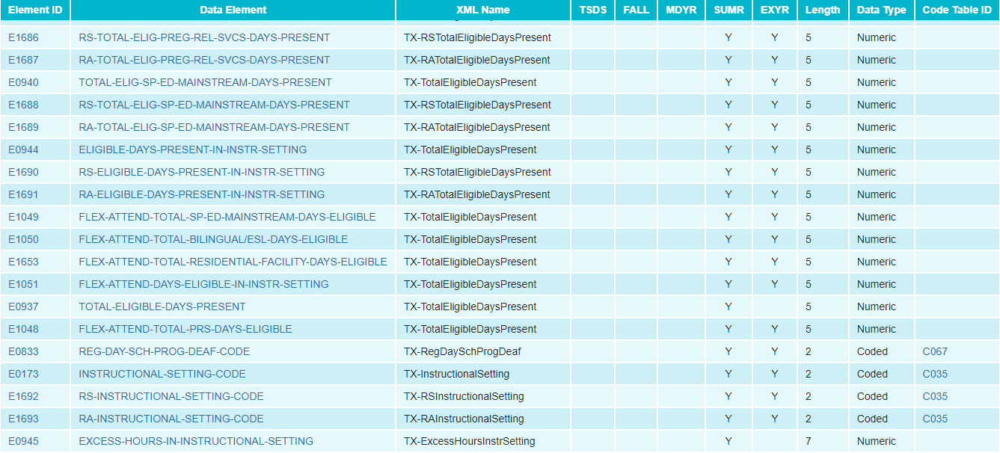 Element ID Data Element XML Name TSDS FALL MDYR SUMR EXYR Length Data Type Code Table ID
E1686 RS-TOTAL-ELIG-PREG-REL-SVCS-DAYS-PRESENT TX-RSTotalEligibleDaysPresent Y Y 5 Numeric
E1687 RA-TOTAL-ELIG-PREG-REL-SVCS-DAYS-PRESENT TX-RATotalEligibleDaysPresent Y Y 5 Numeric
E0940 TOTAL-ELIG-SP-ED-MAINSTREAM-DAYS-PRESENT TX-TotalEligibleDaysPresent Y Y 5 Numeric
E1688 RS-TOTAL-ELIG-SP-ED-MAINSTREAM-DAYS-PRESENT TX-RSTotalEligibleDaysPresent Y Y 5 Numeric
E1689 RA-TOTAL-ELIG-SP-ED-MAINSTREAM-DAYS-PRESENT TX-RATotalEligibleDaysPresent Y Y 5 Numeric
E0944 ELIGIBLE-DAYS-PRESENT-IN-INSTR-SETTING TX-TotalEligibleDaysPresent Y Y 5 Numeric
E1690 RS-ELIGIBLE-DAYS-PRESENT-IN-INSTR-SETTING TX-RSTotalEligibleDaysPresent Y Y 5 Numeric
E1691 RA-ELIGIBLE-DAYS-PRESENT-IN-INSTR-SETTING TX-RATotalEligibleDaysPresent Y Y 5 Numeric
E1049 FLEX-ATTEND-TOTAL-SP-ED-MAINSTREAM-DAYS-ELIGIBLE TX-TotalEligibleDaysPresent Y Y 5 Numeric
E1050 FLEX-ATTEND-TOTAL-BILINGUAL/ESL-DAYS-ELIGIBLE TX-TotalEligibleDaysPresent Y Y 5 Numeric
E1653 FLEX-ATTEND-TOTAL-RESIDENTIAL-FACILITY-DAYS-ELIGIBLE TX-TotalEligibleDaysPresent Y Y 5 Numeric
E1051 FLEX-ATTEND-DAYS-ELIGIBLE-IN-INSTR-SETTING TX-TotalEligibleDaysPresent Y Y 5 Numeric
E0937 TOTAL-ELIGIBLE-DAYS-PRESENT TX-TotalEligibleDaysPresent Y 5 Numeric
E1048 FLEX-ATTEND-TOTAL-PRS-DAYS-ELIGIBLE TX-TotalEligibleDaysPresent Y Y 5 Numeric
E0833 REG-DAY-SCH-PROG-DEAF-CODE TX-RegDaySchProgDeaf Y Y 2 Coded C067
E0173 INSTRUCTIONAL-SETTING-CODE TX-InstructionalSetting Y Y 2 Coded C035
E1692 RS-INSTRUCTIONAL-SETTING-CODE TX-RSInstructionalSetting Y Y 2 Coded C035
E1693 RA-INSTRUCTIONAL-SETTING-CODE TX-RAInstructionalSetting Y Y 2 Coded C035
E0945 EXCESS-HOURS-IN-INSTRUCTIONAL-SETTING TX-ExcessHoursInstrSetting Y 7 Numeric